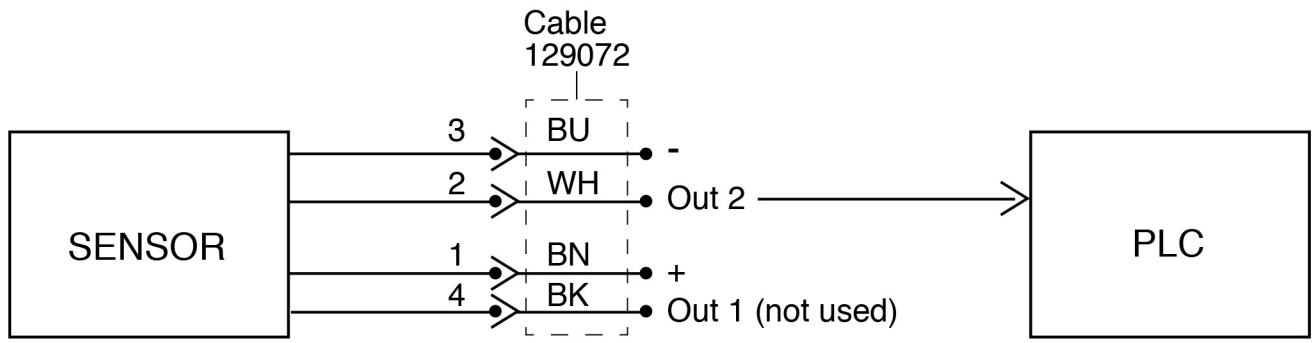 Cable
129072
3 BU -
2 WH Out 2
1 BN +
4 BK Out 1 (not used)
SENSOR
PLC